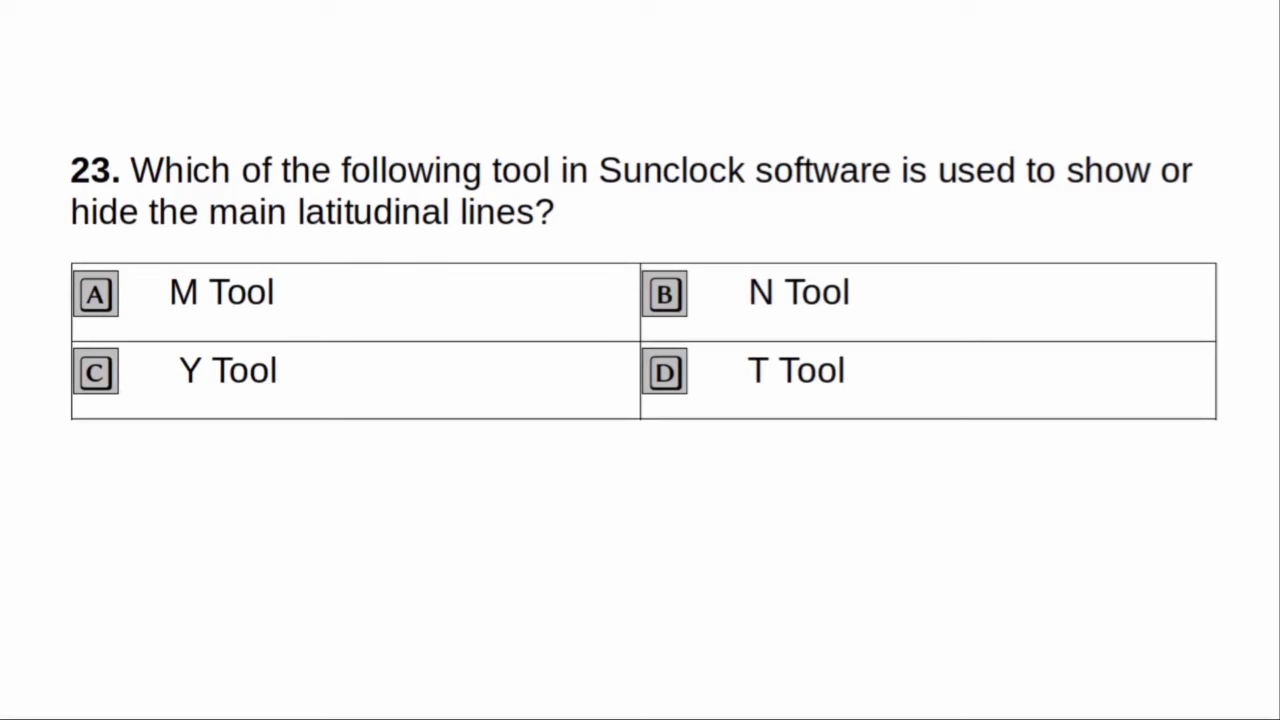 23. Which of the following tool in Sunclock software is used to show or
hide the main latitudinal lines?
A M Tool
B N Tool
C Y Tool
D T Tool